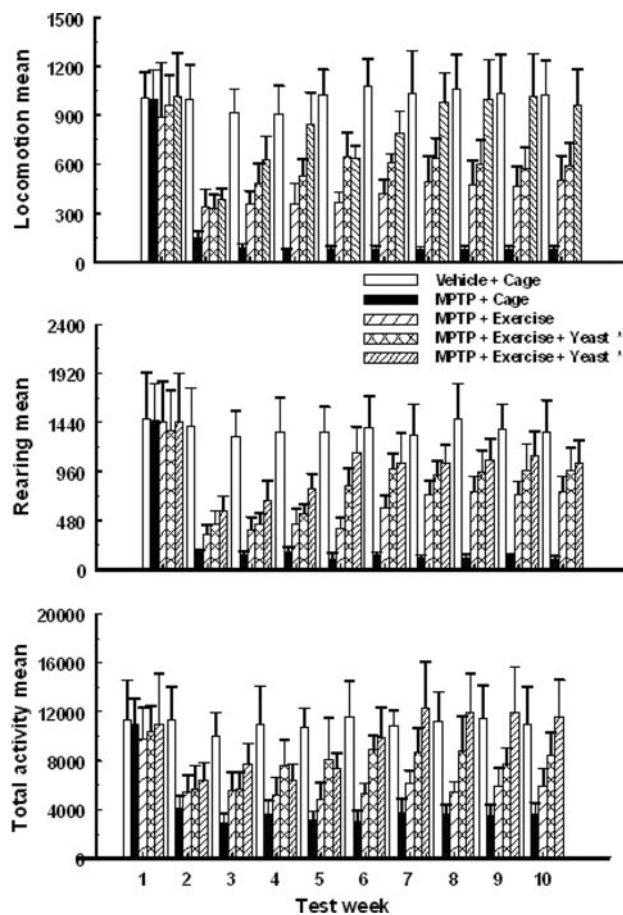 1500
1200
900
600
300
0
Locomotion mean
Vehicle + Cage
MPTP + Cage
MPTP + Exercise
MPTP + Exercise + Yeast *
MPTP + Exercise + Yeast *
2400
1920
1440
960
480
0
Rearing mean
20000
16000
12000
8000
4000
0
Total activity mean
1 2 3 4 5 6 7 8 9 10
Test week